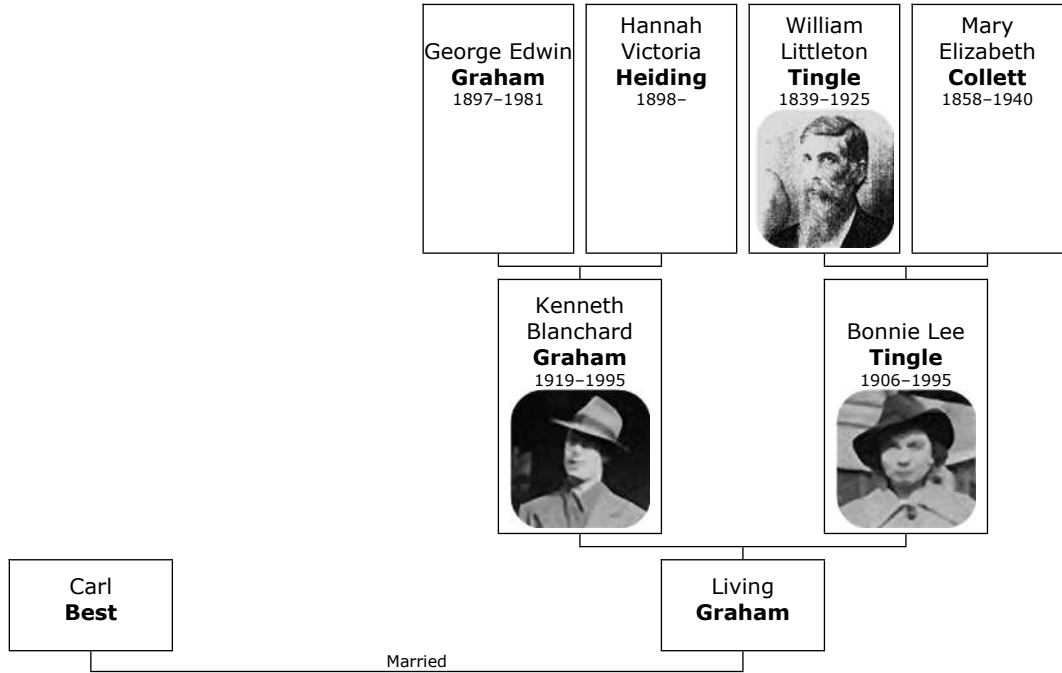 George Edwin
Graham
1897–1981
Hannah
Victoria
Heiding
1898–
William
Littleton
Tingle
1839–1925
Mary
Elizabeth
Collett
1858–1940
Kenneth
Blanchard
Graham
1919–1995
Bonnie Lee
Tingle
1906–1995
Carl
Best
Living
Graham
Married